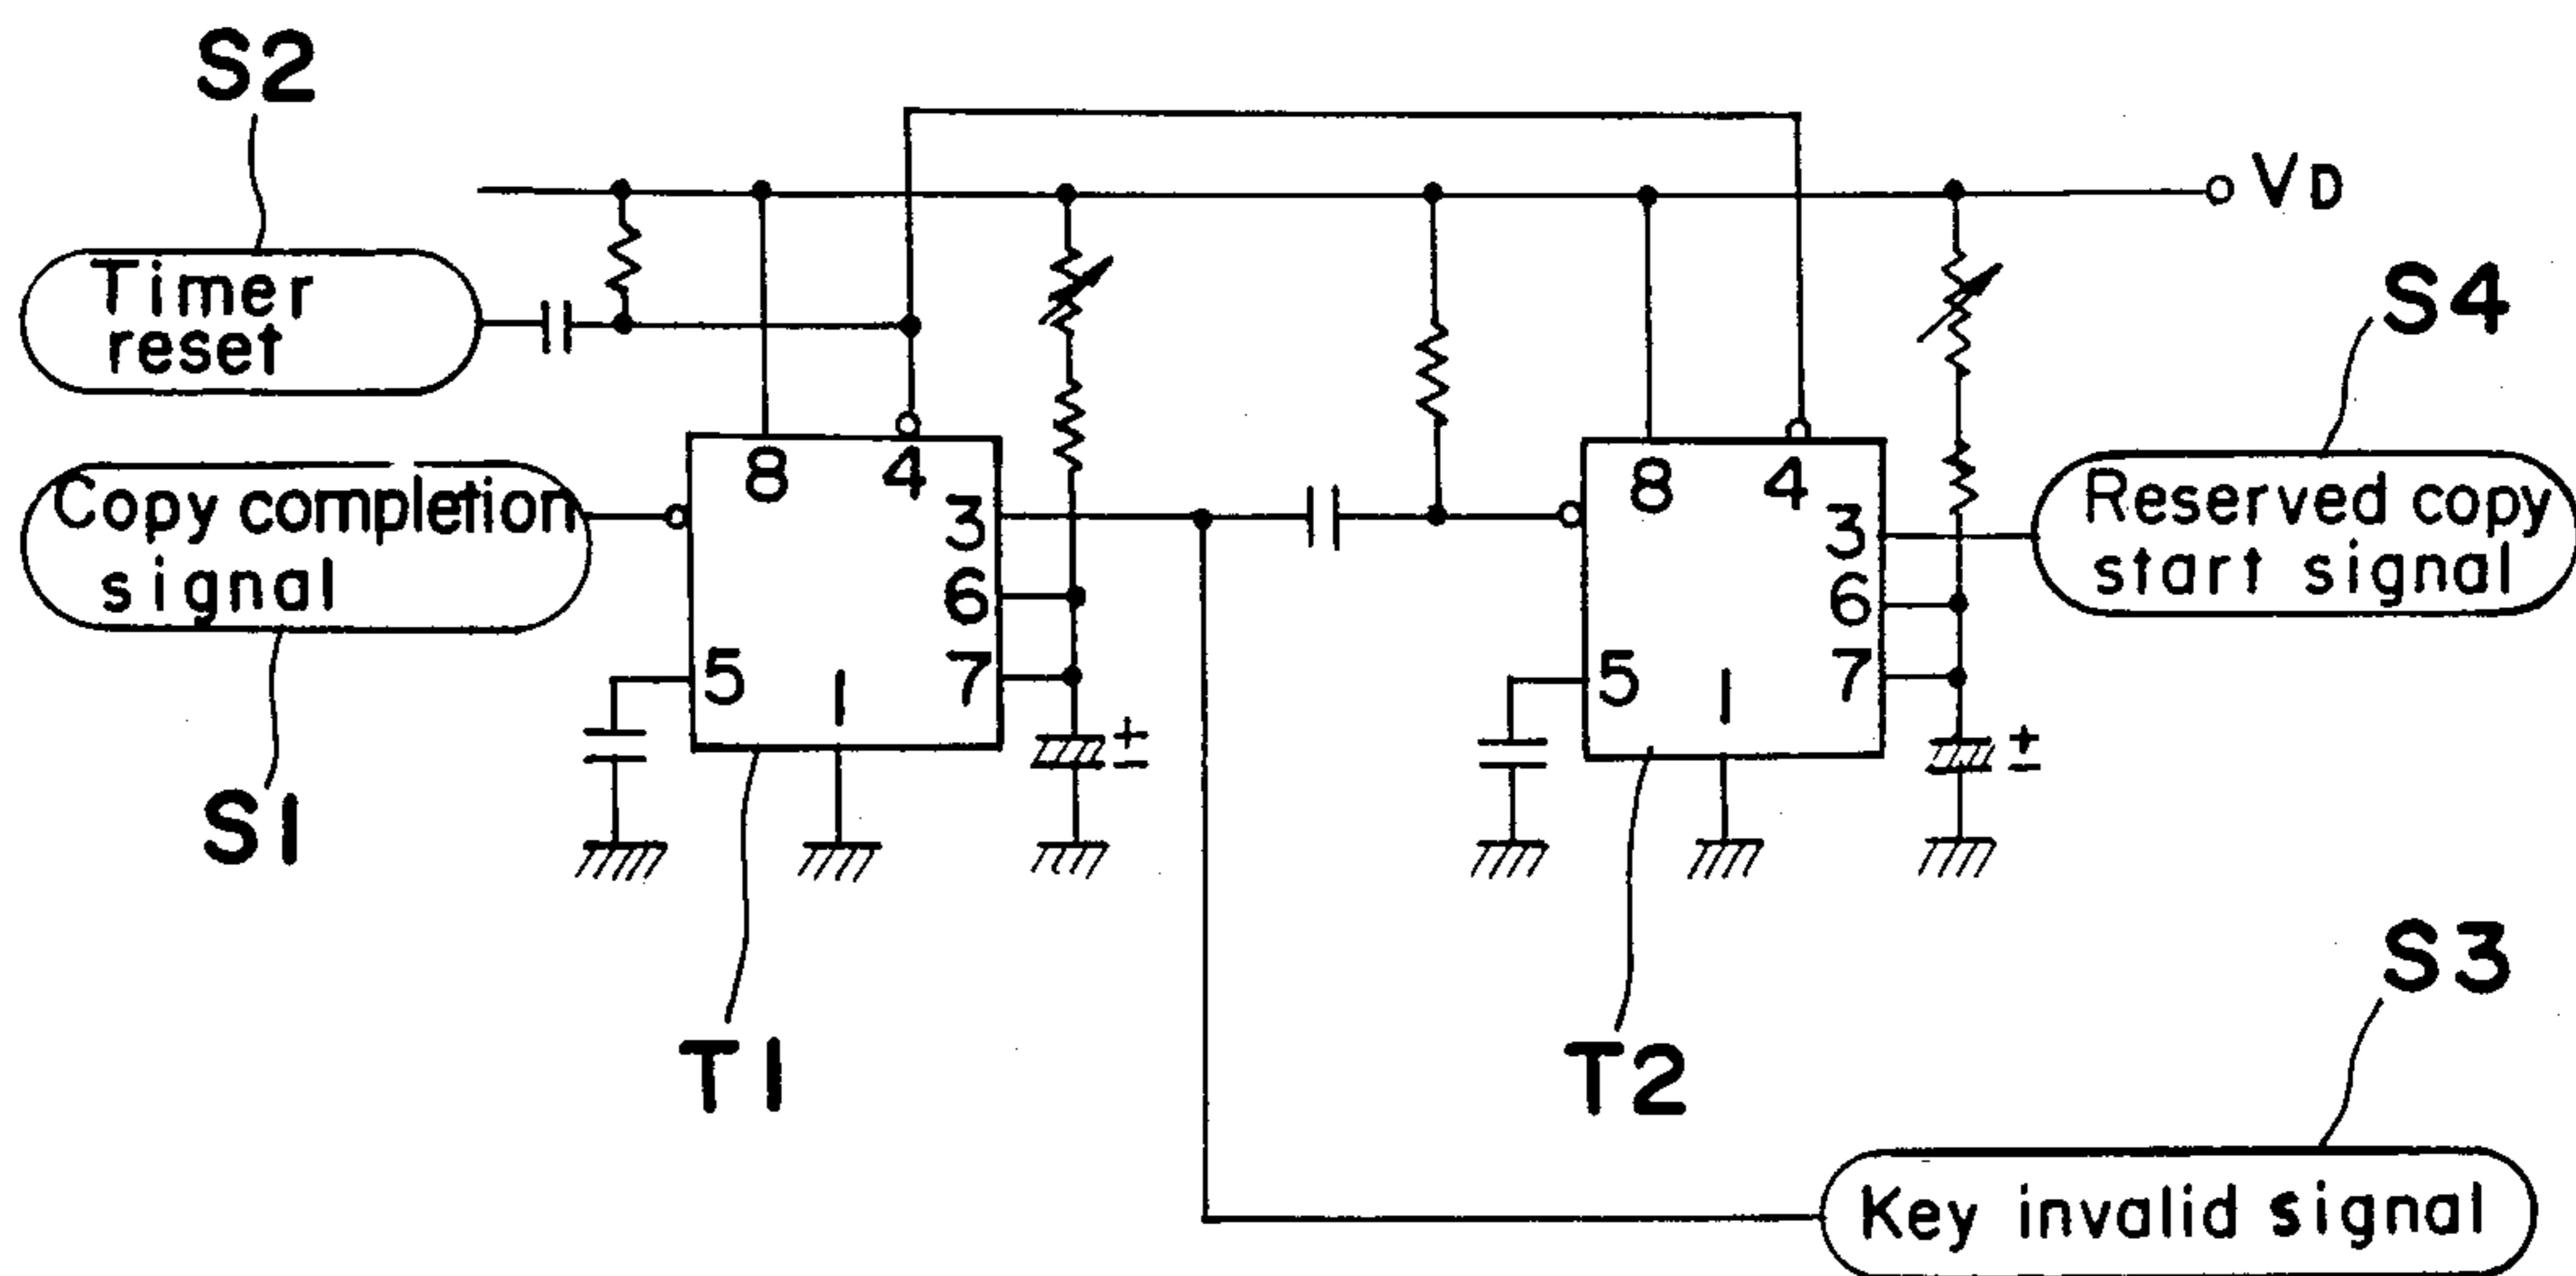 S2
VD
Timer
reset
S4
Copy completion
signal
8
4
3
6
5
1
7
8
4
3
6
5
1
7
Reserved copy
start signal
+
-
+
-
S1
T1
T2
S3
Key invalid signal